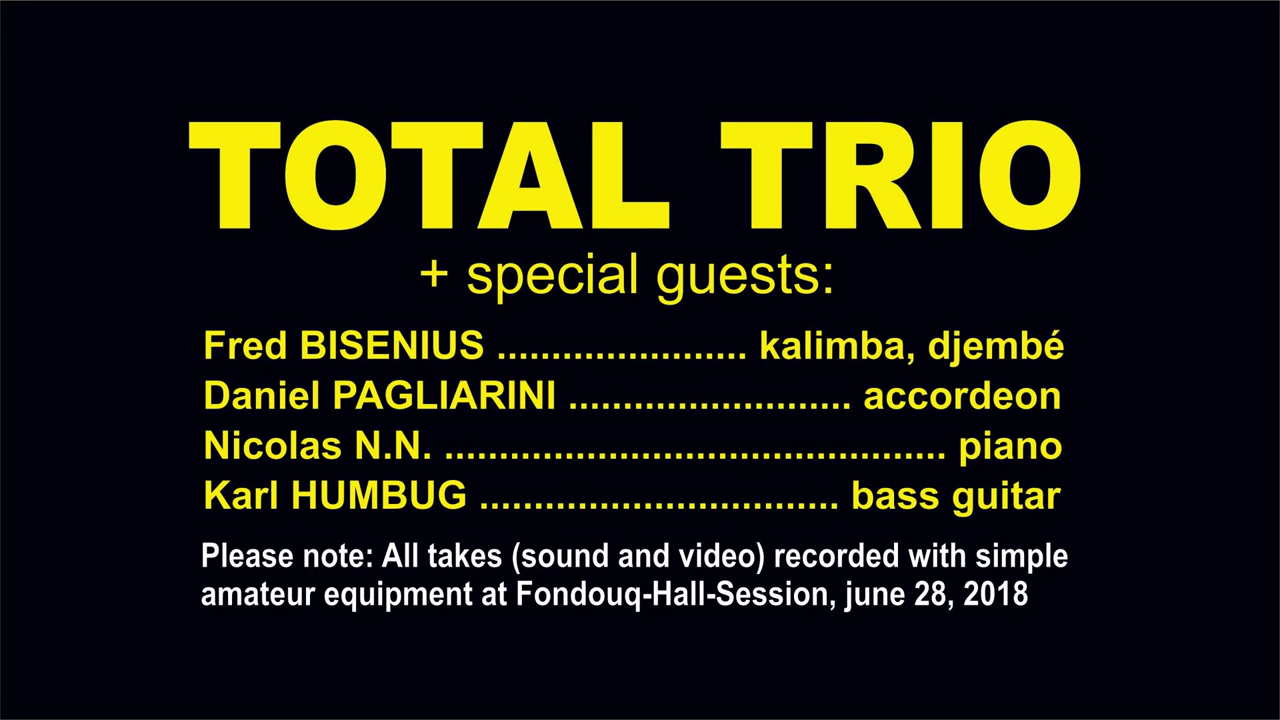 TOTAL TRIO
+ special guests:
Fred BISENIUS ....................... kalimba, djembé
Daniel PAGLIARINI .......................... accordeon
Nicolas N.N. .............................................. piano
Karl HUMBUG ................................. bass guitar
Please note: All takes (sound and video) recorded with simple
amateur equipment at Fondouq-Hall-Session, june 28, 2018